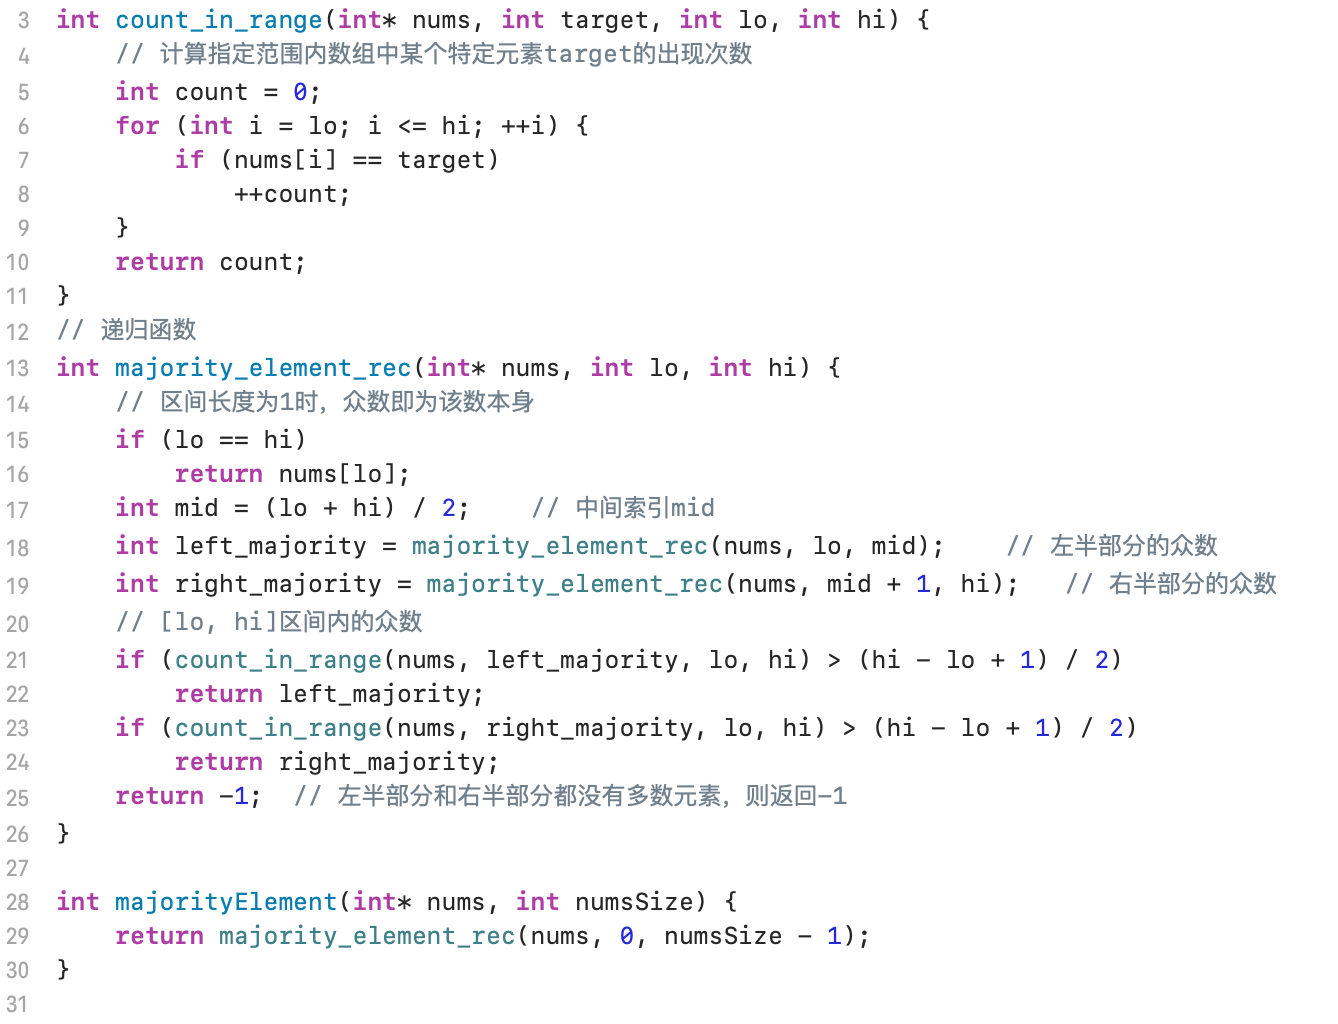 3 int count_in_range(int* nums, int target, int lo, int hi) {
4     // 计算指定范围内数组中某个特定元素target的出现次数
5     int count = 0;
6     for (int i = lo; i <= hi; ++i) {
7         if (nums[i] == target)
8             ++count;
9     }
10     return count;
11 }
12 // 递归函数
13 int majority_element_rec(int* nums, int lo, int hi) {
14     // 区间长度为1时，众数即为该数本身
15     if (lo == hi)
16         return nums[lo];
17     int mid = (lo + hi) / 2;    // 中间索引mid
18     int left_majority = majority_element_rec(nums, lo, mid);    // 左半部分的众数
19     int right_majority = majority_element_rec(nums, mid + 1, hi);   // 右半部分的众数
20     // [lo, hi]区间内的众数
21     if (count_in_range(nums, left_majority, lo, hi) > (hi - lo + 1) / 2)
22         return left_majority;
23     if (count_in_range(nums, right_majority, lo, hi) > (hi - lo + 1) / 2)
24         return right_majority;
25     return -1;  // 左半部分和右半部分都没有多数元素，则返回-1
26 }
27
28 int majorityElement(int* nums, int numsSize) {
29     return majority_element_rec(nums, 0, numsSize - 1);
30 }
31